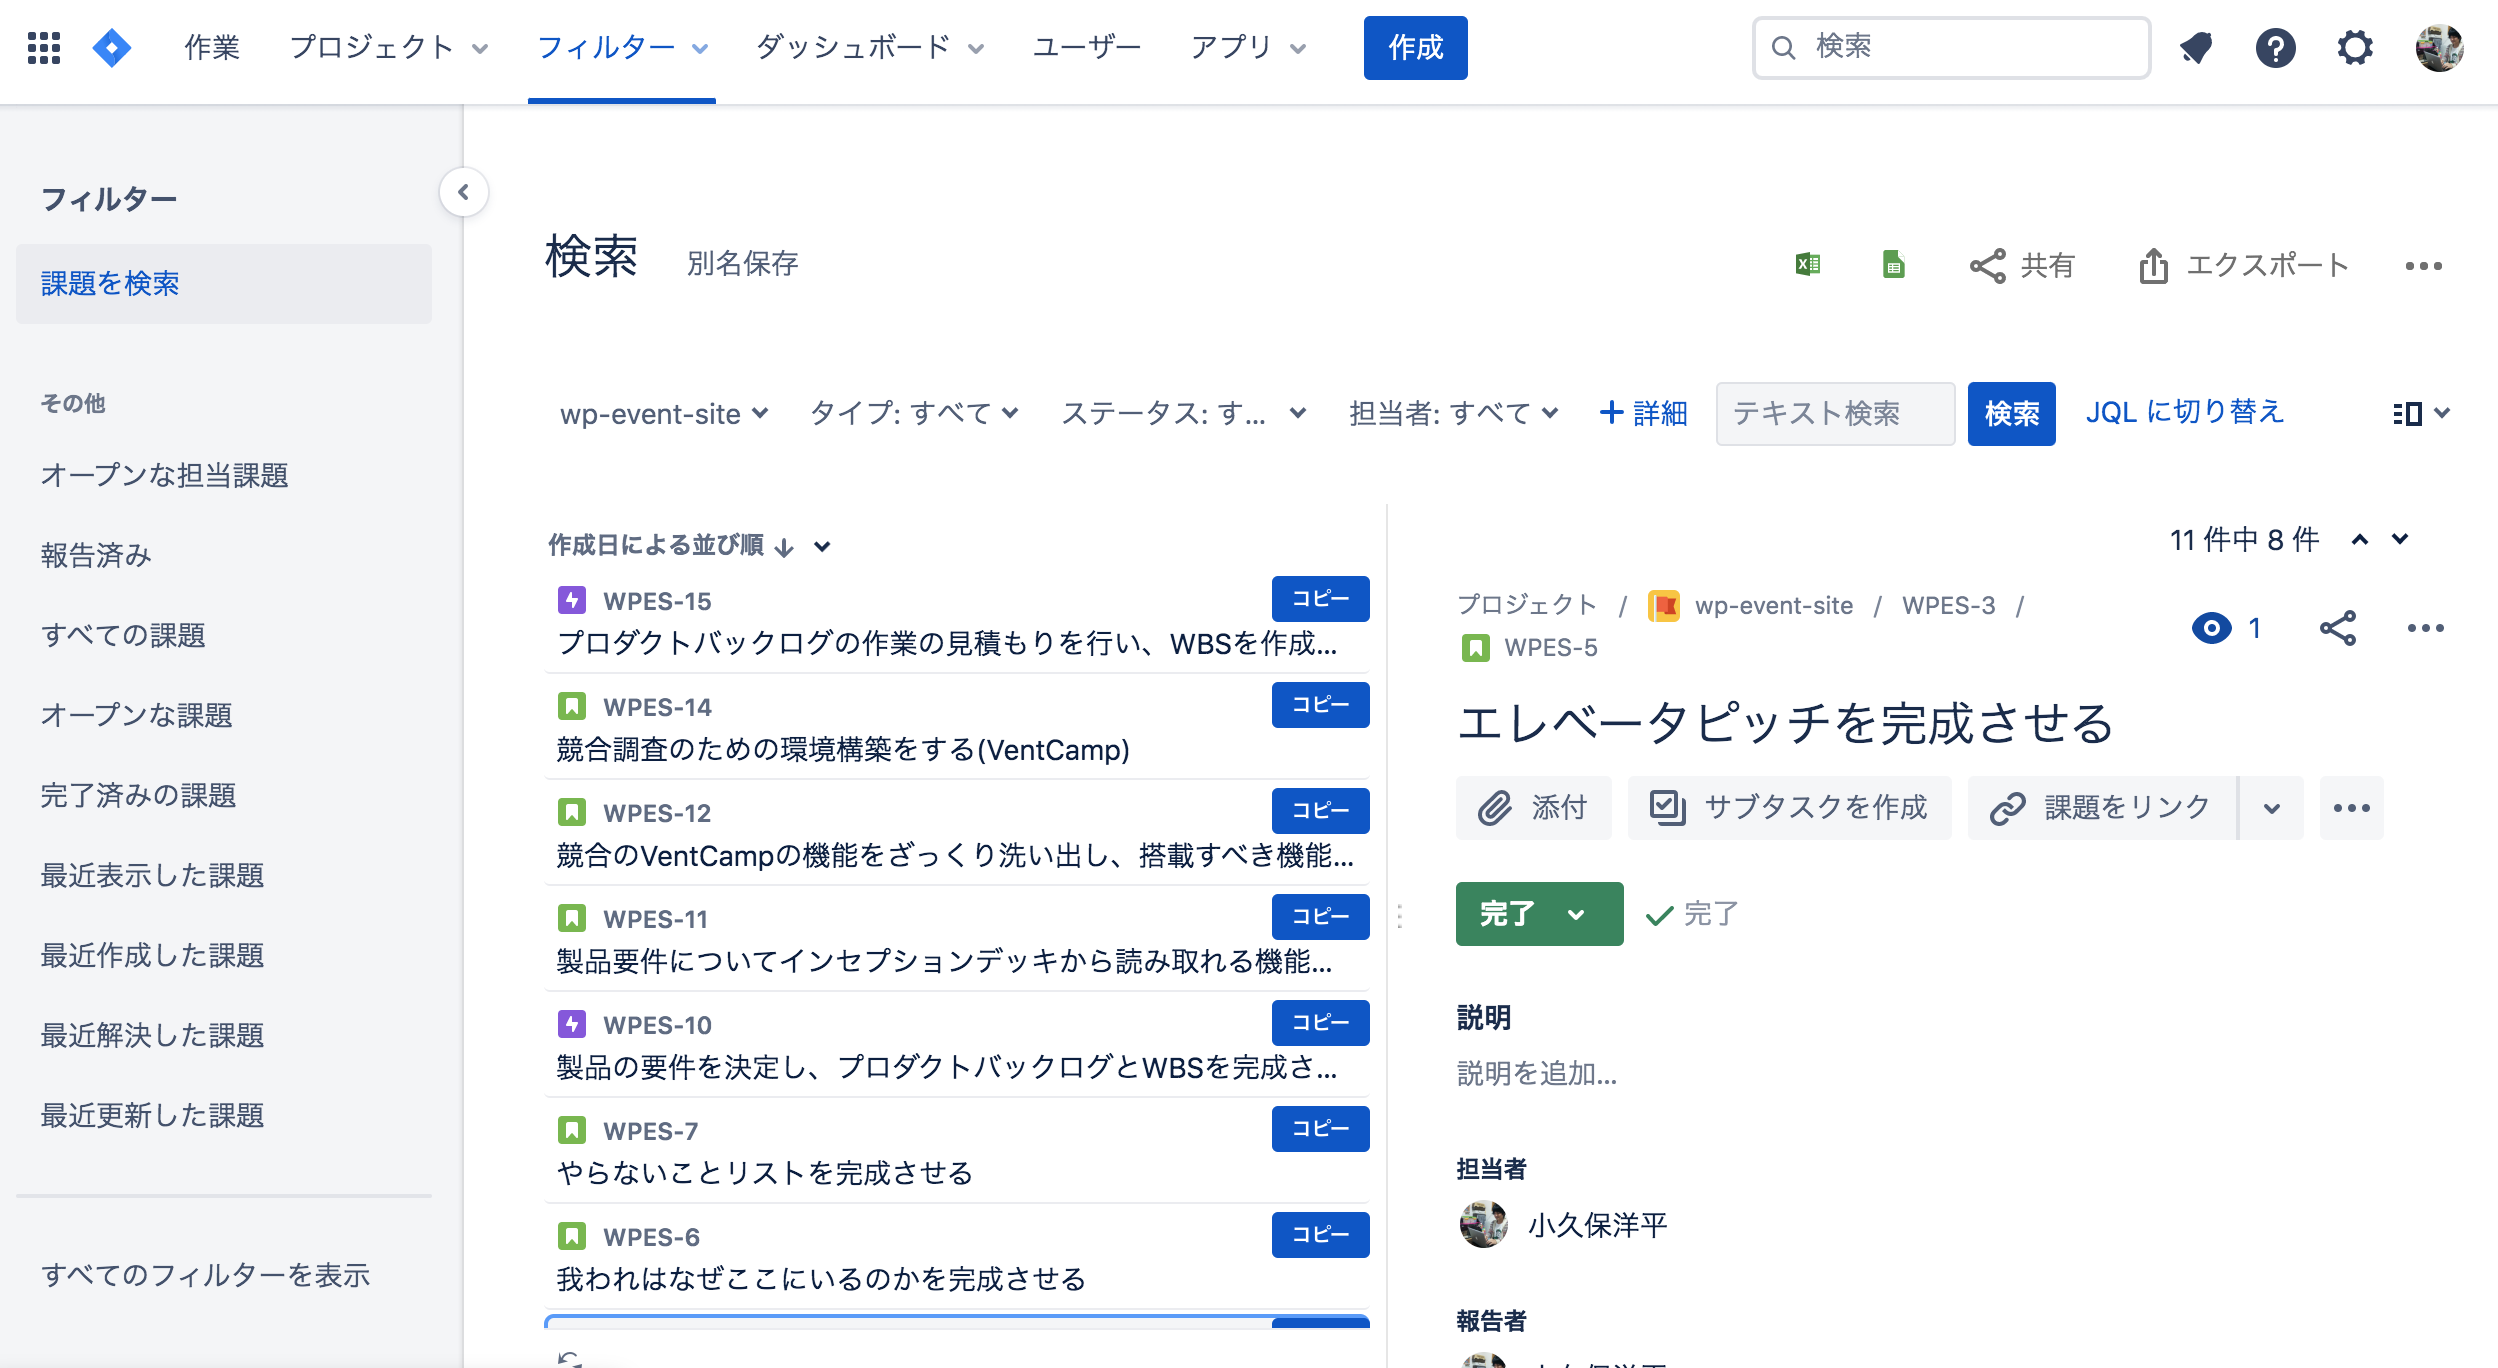 作業
プロジェクト
フィルター
ダッシュボード
ユーザー
アプリ
作成
検索
フィルター
課題を検索
その他
オープンな担当課題
報告済み
すべての課題
オープンな課題
完了済みの課題
最近表示した課題
最近作成した課題
最近解決した課題
最近更新した課題
すべてのフィルターを表示
検索 別名保存
共有
エクスポート
wp-event-site
タイプ: すべて
ステータス: す...
担当者: すべて
+ 詳細
テキスト検索
検索
JQL に切り替え
作成日による並び順
WPES-15
コピー
プロダクトバックログの作業の見積もりを行い、WBSを作成...
WPES-14
コピー
競合調査のための環境構築をする(VentCamp)
WPES-12
コピー
競合のVentCampの機能をざっくり洗い出し、搭載すべき機能...
WPES-11
コピー
製品要件についてインセプションデッキから読み取れる機能...
WPES-10
コピー
製品の要件を決定し、プロダクトバックログとWBSを完成さ...
WPES-7
コピー
やらないことリストを完成させる
WPES-6
コピー
我われはなぜここにいるのかを完成させる
11 件中 8 件
プロジェクト / wp-event-site / WPES-3 /
WPES-5
1
エレベータピッチを完成させる
添付
サブタスクを作成
課題をリンク
完了
完了
説明
説明を追加...
担当者
小久保洋平
報告者